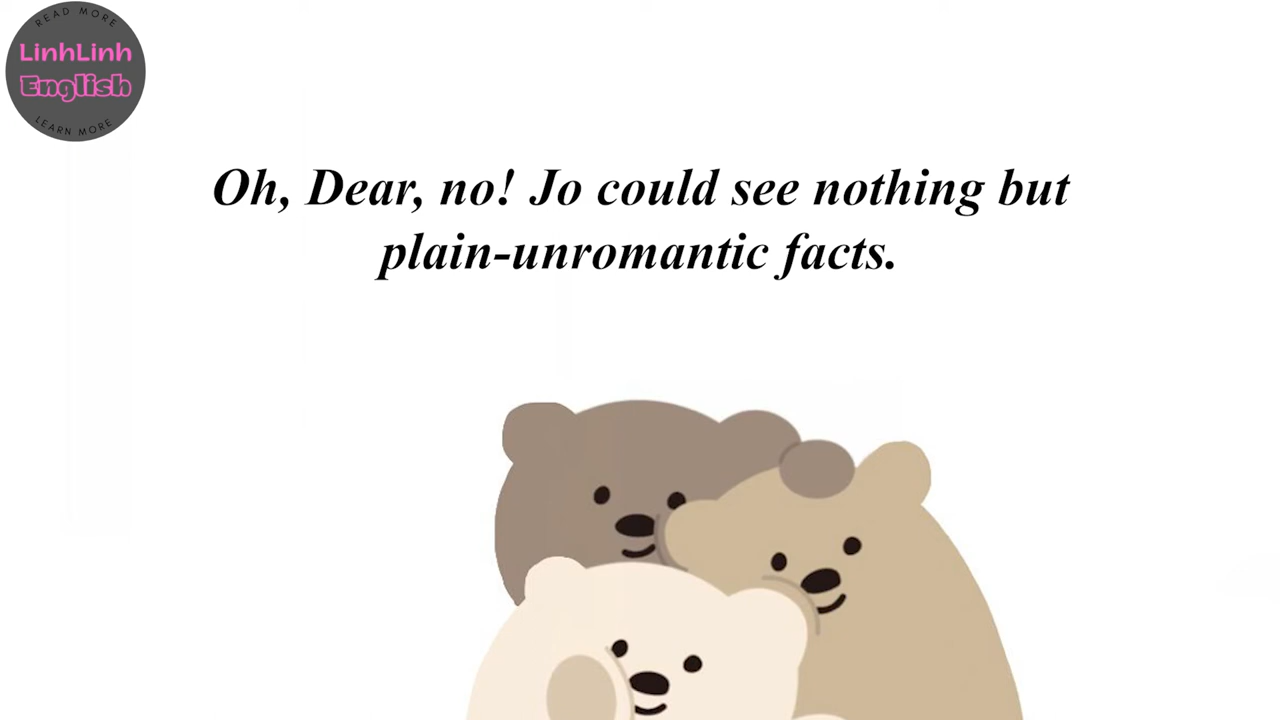 READ MORE
LinhLinh
English
LEARN MORE
Oh, Dear, no! Jo could see nothing but
plain-unromantic facts.